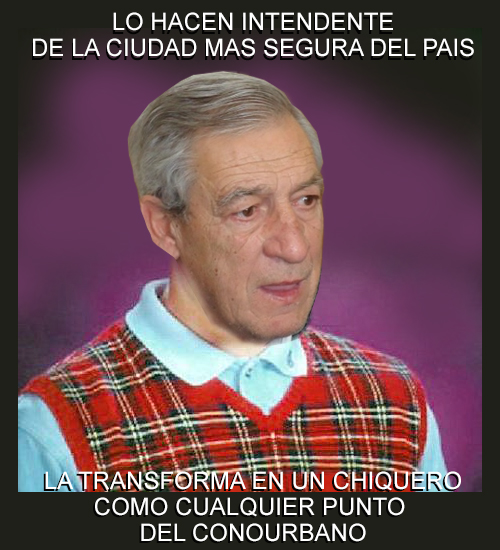 LO HACEN INTENDENTE
DE LA CIUDAD MAS SEGURA DEL PAIS
LA TRANSFORMA EN UN CHIQUERO
COMO CUALQUIER PUNTO
DEL CONOURBANO